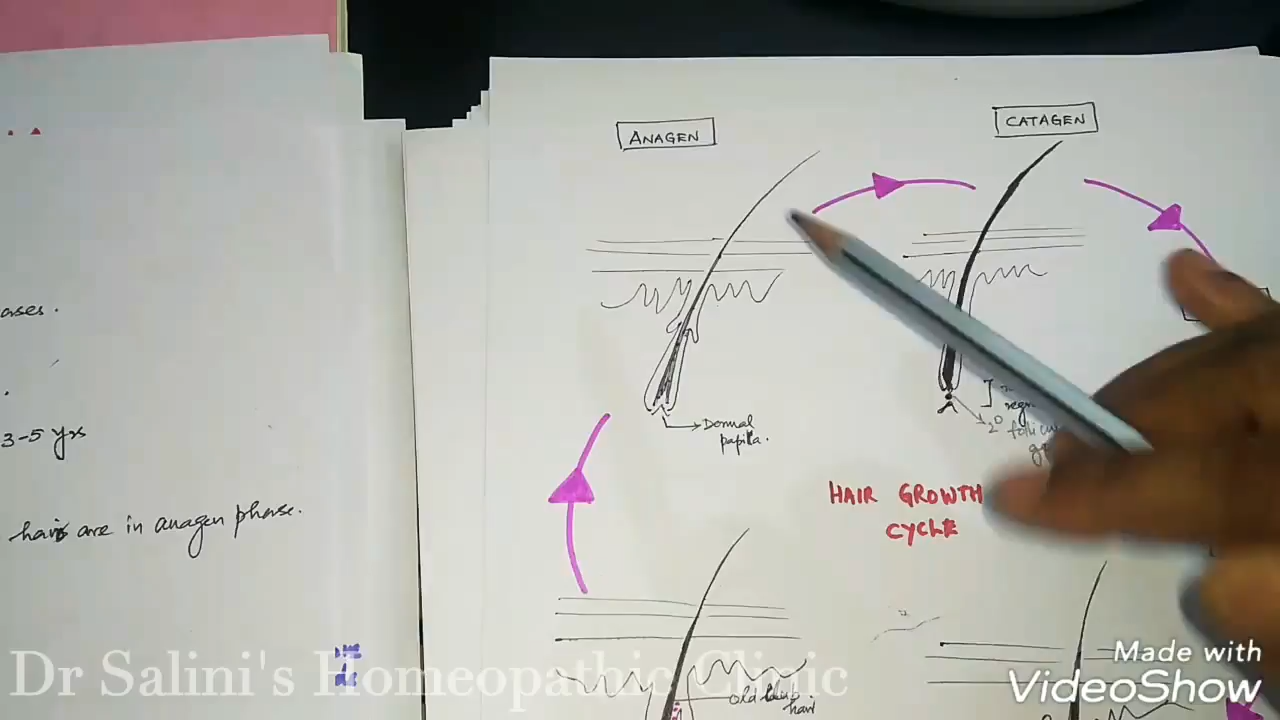 ases.
3-5 yrs
hairs are in anagen phase.
ANAGEN
CATAGEN
Dermal
papilla.
2°
HAIR GROWTH
CYCLE
old club
hair
Dr Salini's Homeopathic Clinic
Made with
VideoShow